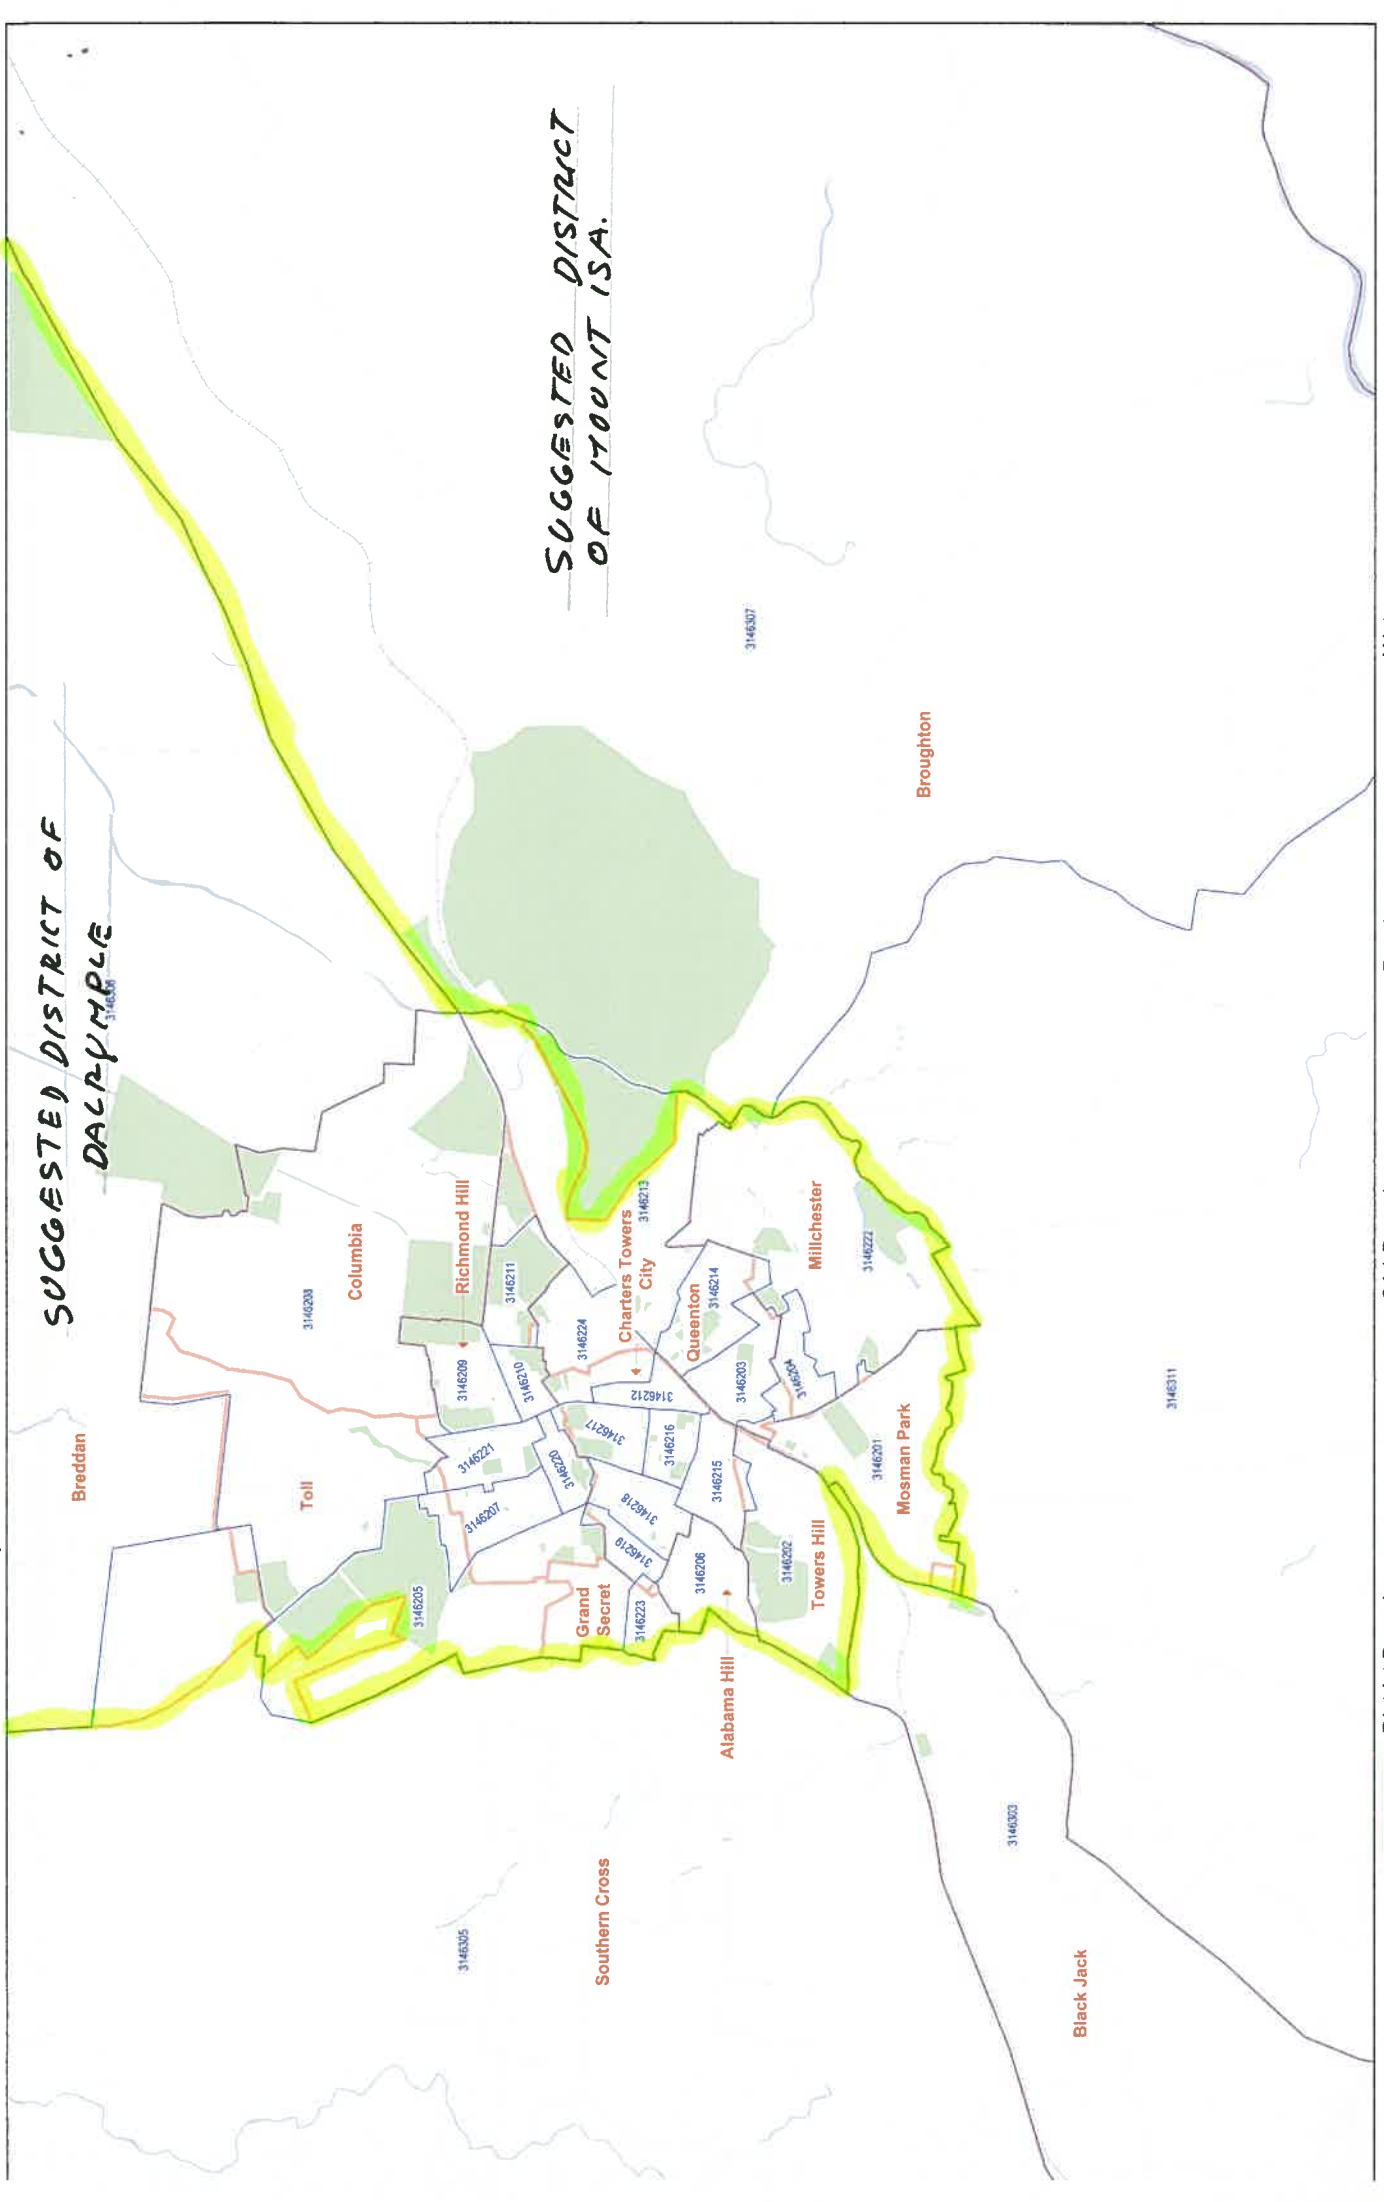 SUGGESTED DISTRICT OF
DALRYMPLE
3146306
SUGGESTED DISTRICT
OF MOUNT ISA.
Breddan
Toll
3146208
Columbia
Richmond Hill
3146209
3146211
3146210
3146221
3146207
3146220
3146205
3146224
Charters Towers
City
3146213
3146212
3146217
3146216
3146218
3146219
Grand
Secret
3146223
3146206
3146215
Queenton
3146214
3146203
3146204
Millchester
3146222
3146202
Towers Hill
Alabama Hill
3146201
Mosman Park
3146307
Broughton
3146311
3146305
Southern Cross
3146303
Black Jack